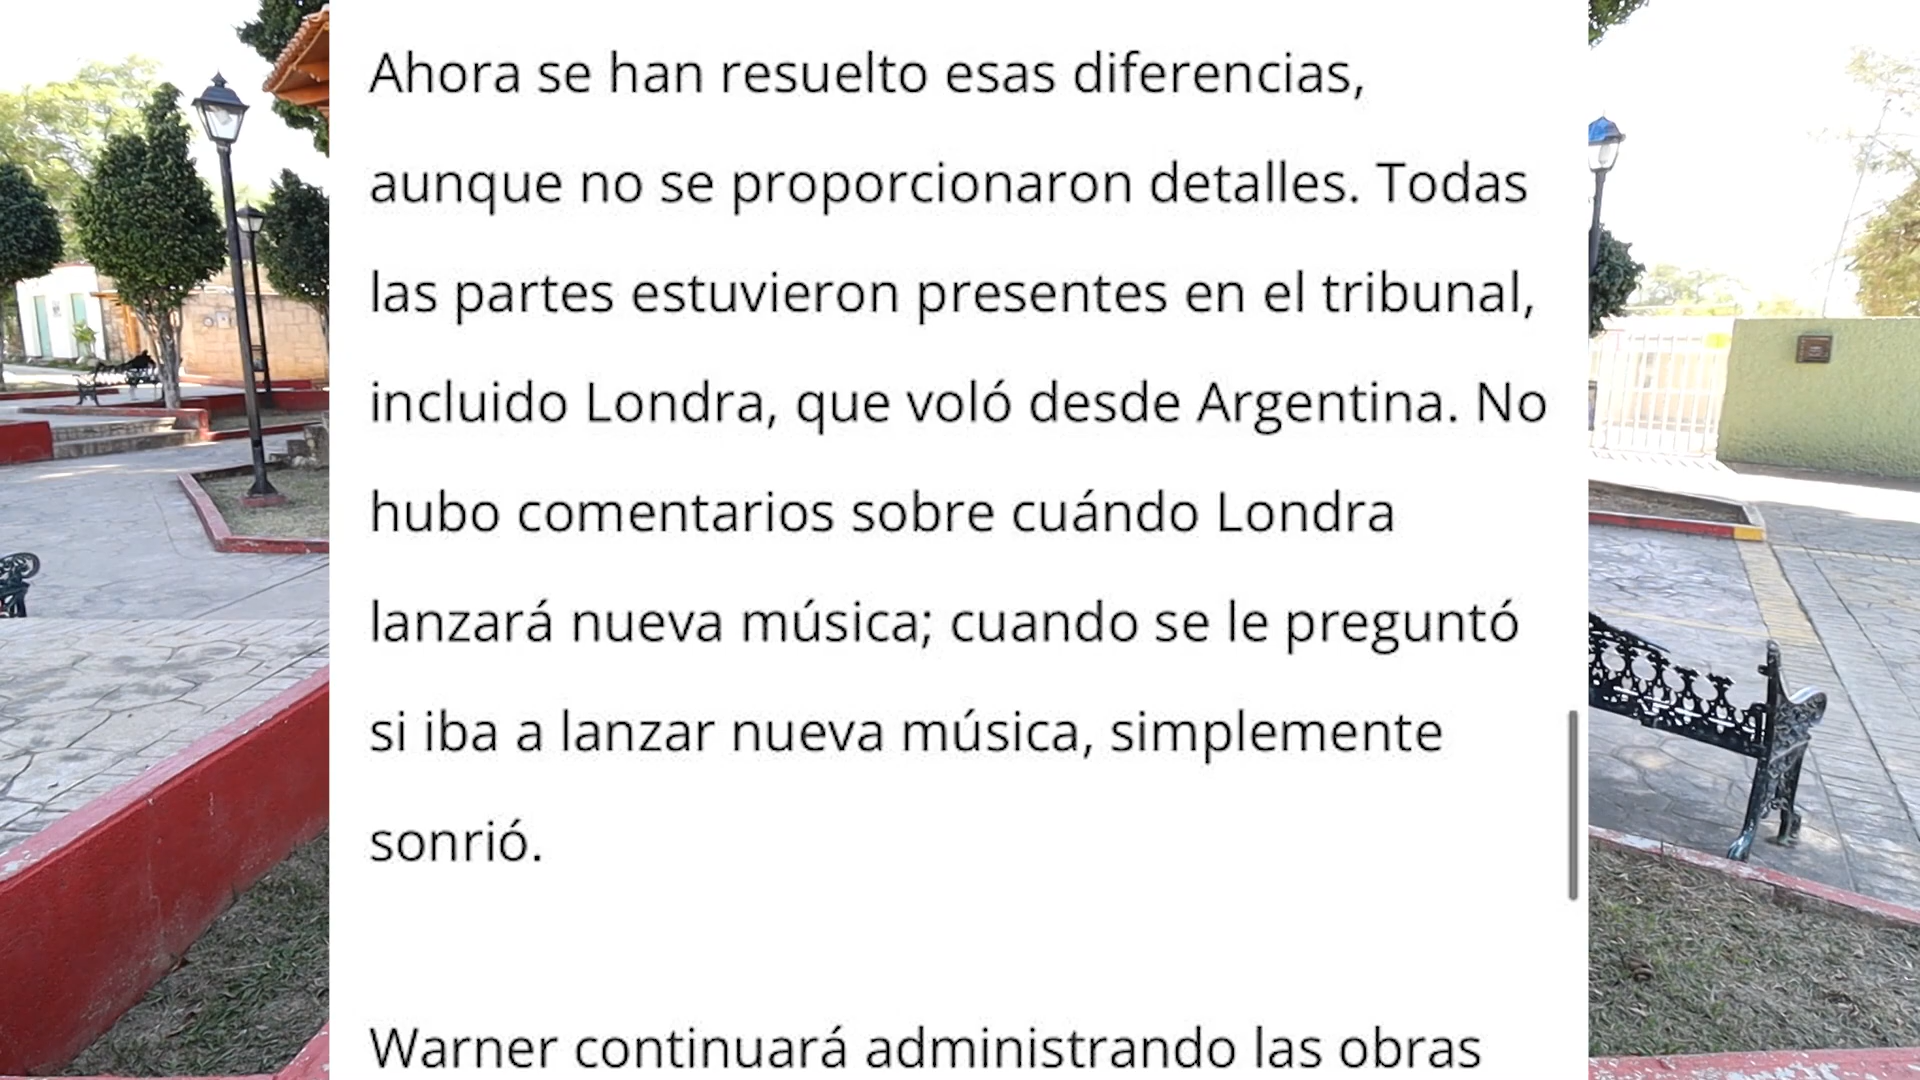 Ahora se han resuelto esas diferencias,
aunque no se proporcionaron detalles. Todas
las partes estuvieron presentes en el tribunal,
incluido Londra, que voló desde Argentina. No
hubo comentarios sobre cuándo Londra
lanzará nueva música; cuando se le preguntó
si iba a lanzar nueva música, simplemente
sonrió.
Warner continuará administrando las obras